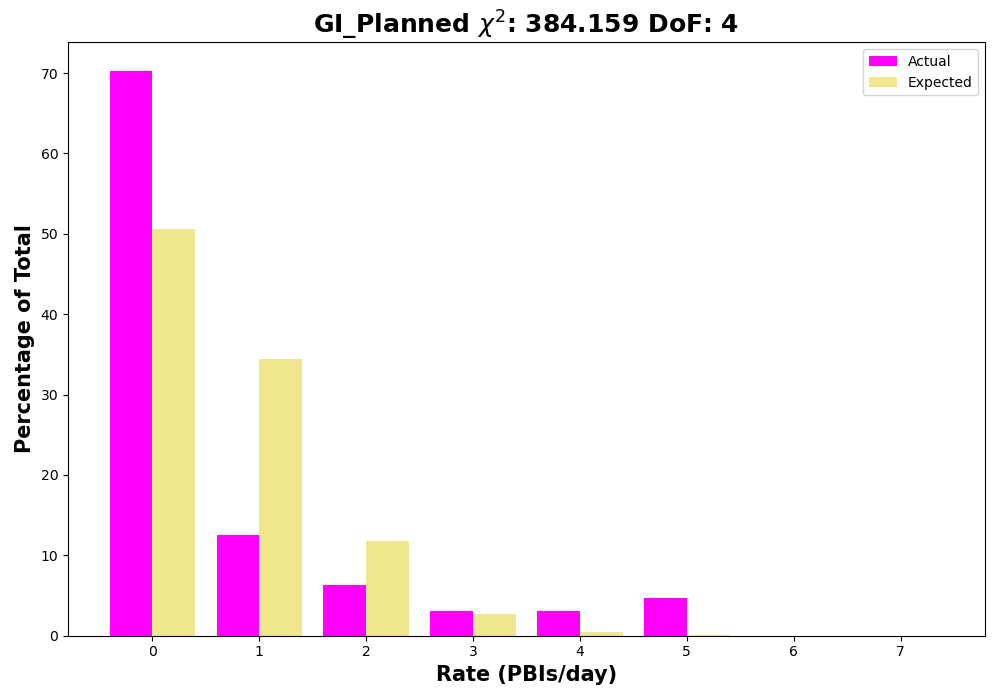 GI_Planned χ²: 384.159 DoF: 4
Actual
Expected
Percentage of Total
70
60
50
40
30
20
10
0
0 1 2 3 4 5 6 7
Rate (PBIs/day)